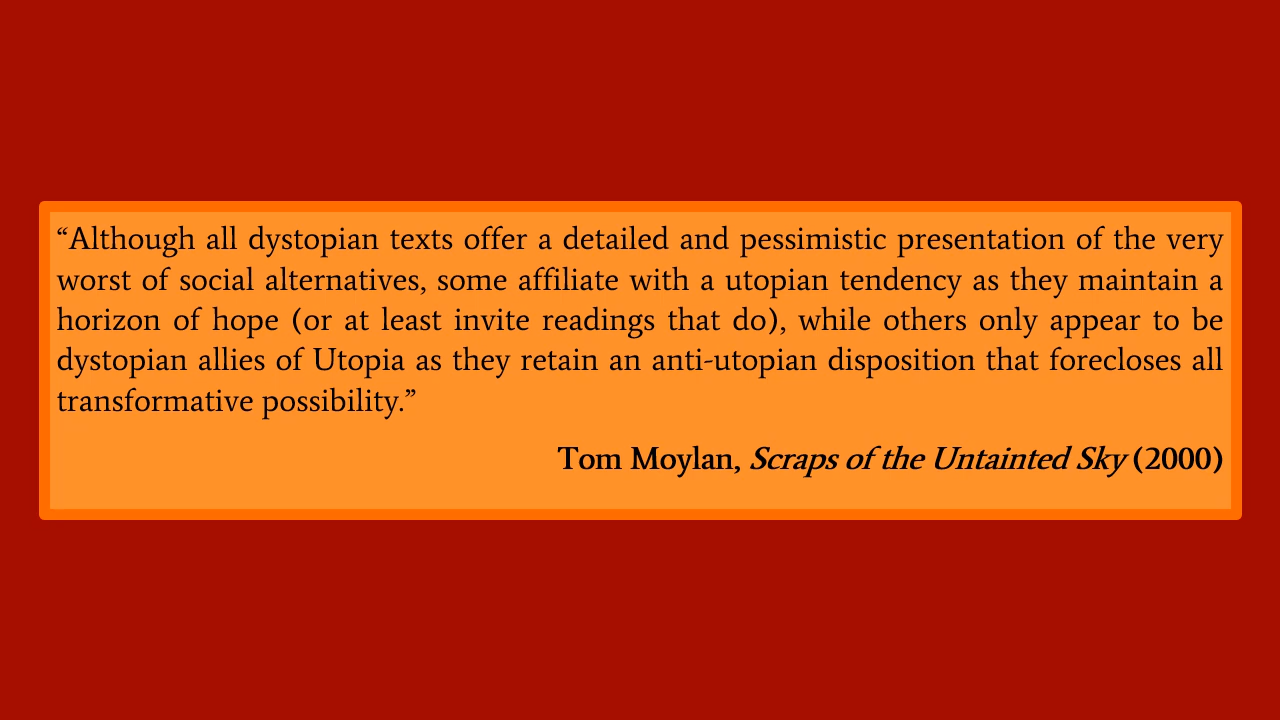 “Although all dystopian texts offer a detailed and pessimistic presentation of the very
worst of social alternatives, some affiliate with a utopian tendency as they maintain a
horizon of hope (or at least invite readings that do), while others only appear to be
dystopian allies of Utopia as they retain an anti-utopian disposition that forecloses all
transformative possibility.”
Tom Moylan, Scraps of the Untainted Sky (2000)